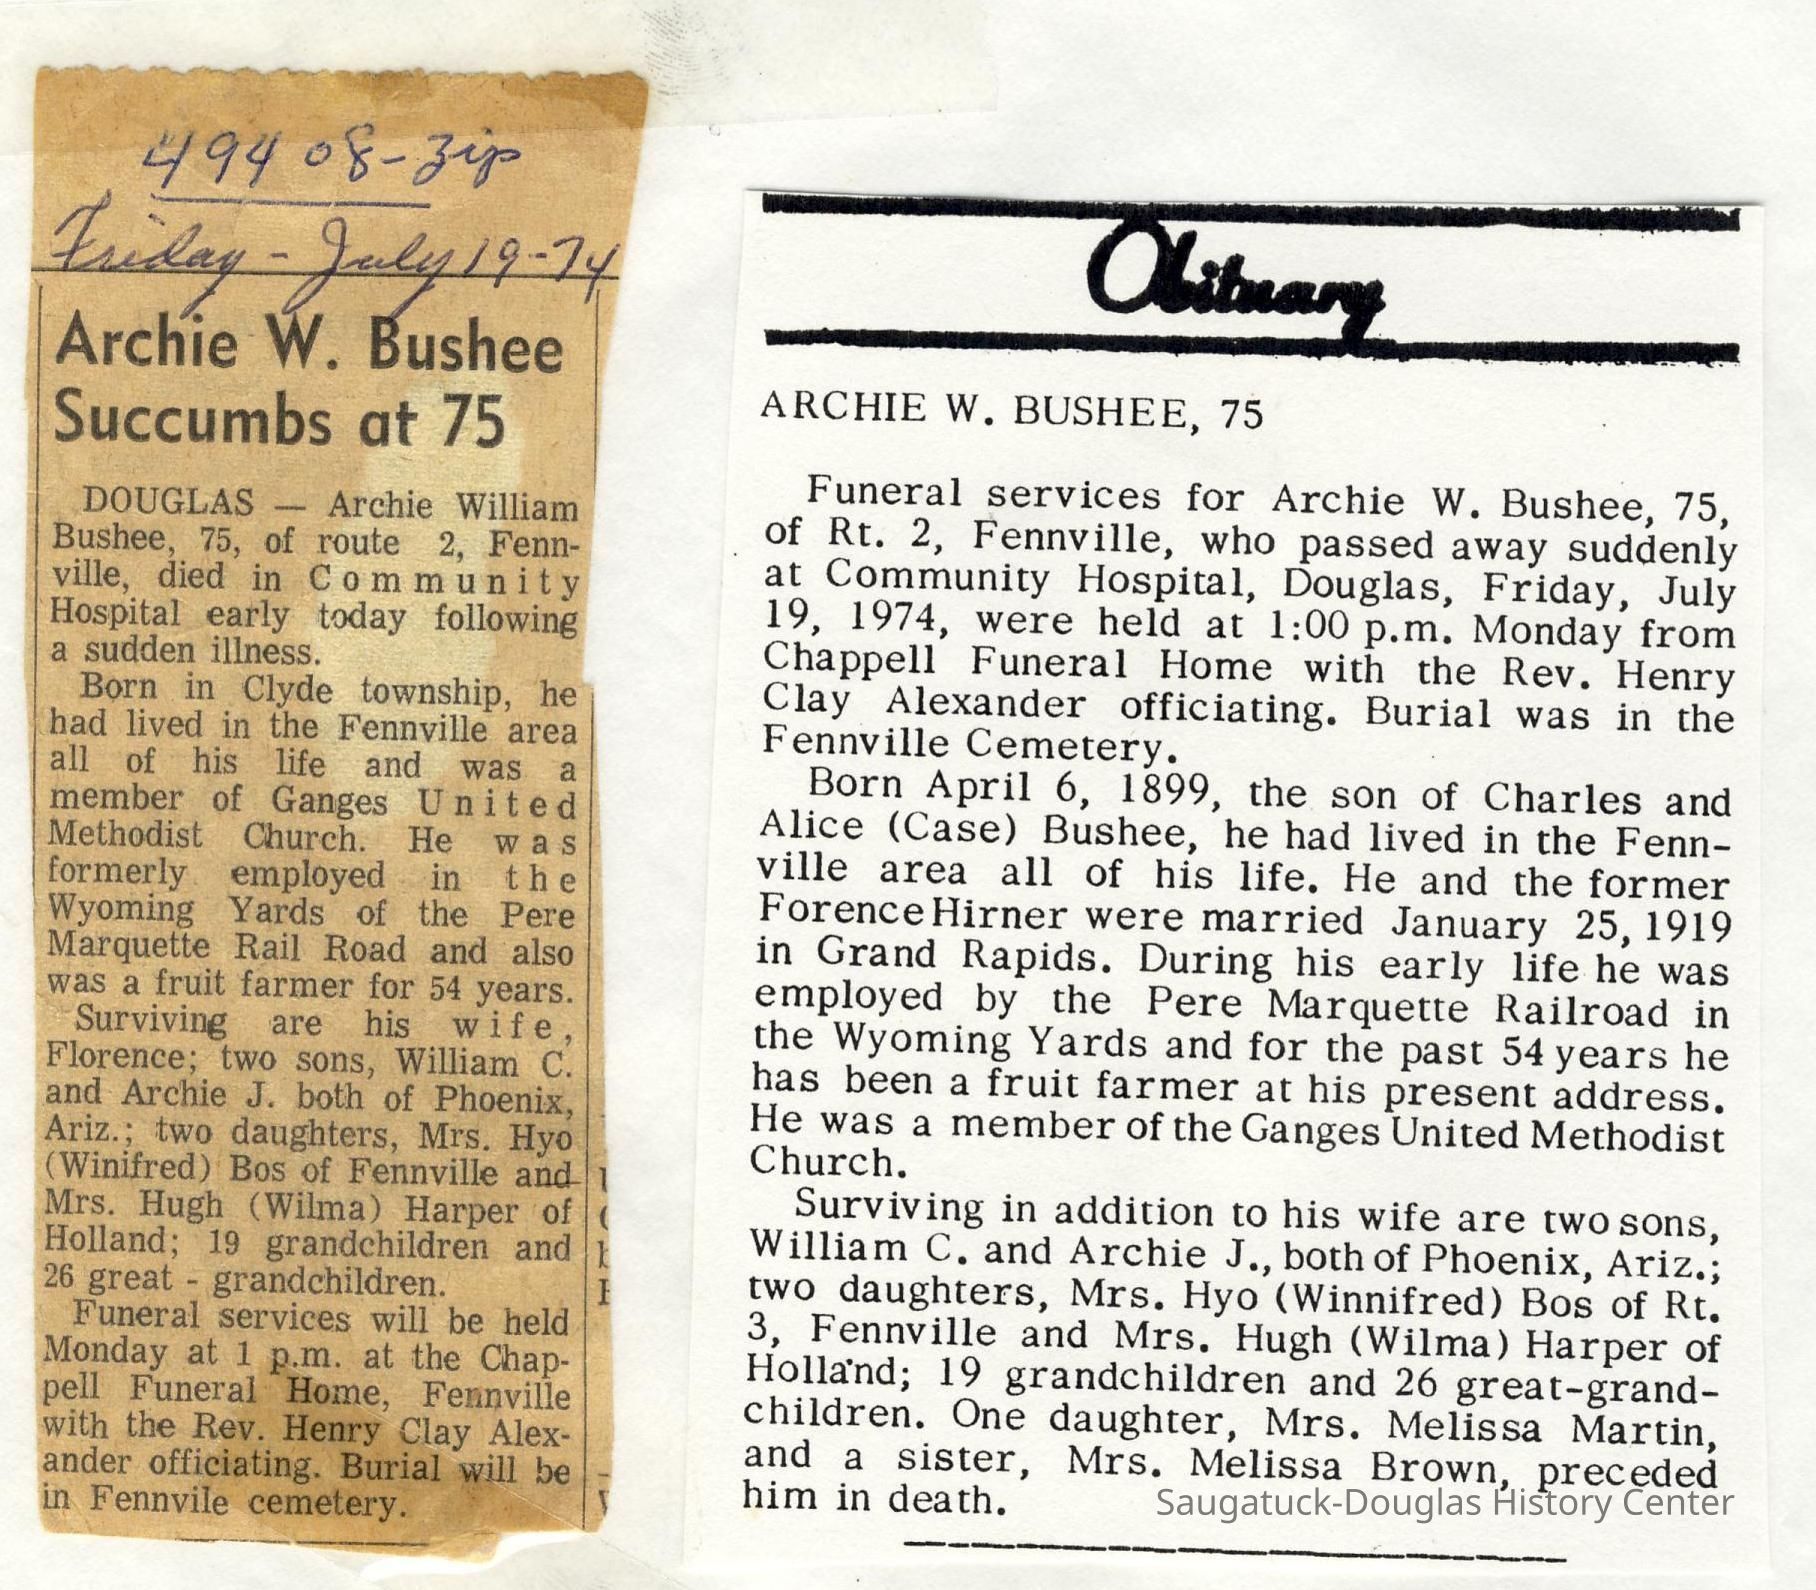 49408-zip
Friday - July 19-74
Archie W. Bushee
Succumbs at 75
DOUGLAS — Archie William
Bushee, 75, of route 2, Fenn-
ville, died in Community
Hospital early today following
a sudden illness.
Born in Clyde township, he
had lived in the Fennville area
all of his life and was a
member of Ganges United
Methodist Church. He was
formerly employed in the
Wyoming Yards of the Pere
Marquette Rail Road and also
was a fruit farmer for 54 years.
Surviving are his wife,
Florence; two sons, William C.
and Archie J. both of Phoenix,
Ariz.; two daughters, Mrs. Hyo
(Winifred) Bos of Fennville and
Mrs. Hugh (Wilma) Harper of
Holland; 19 grandchildren and
26 great - grandchildren.
Funeral services will be held
Monday at 1 p.m. at the Chap-
pell Funeral Home, Fennville
with the Rev. Henry Clay Alex-
ander officiating. Burial will be
in Fennvile cemetery.
Obituary
ARCHIE W. BUSHEE, 75
Funeral services for Archie W. Bushee, 75,
of Rt. 2, Fennville, who passed away suddenly
at Community Hospital, Douglas, Friday, July
19, 1974, were held at 1:00 p.m. Monday from
Chappell Funeral Home with the Rev. Henry
Clay Alexander officiating. Burial was in the
Fennville Cemetery.
Born April 6, 1899, the son of Charles and
Alice (Case) Bushee, he had lived in the Fenn-
ville area all of his life. He and the former
Forence Hirner were married January 25, 1919
in Grand Rapids. During his early life he was
employed by the Pere Marquette Railroad in
the Wyoming Yards and for the past 54 years he
has been a fruit farmer at his present address.
He was a member of the Ganges United Methodist
Church.
Surviving in addition to his wife are two sons,
William C. and Archie J., both of Phoenix, Ariz.;
two daughters, Mrs. Hyo (Winnifred) Bos of Rt.
3, Fennville and Mrs. Hugh (Wilma) Harper of
Holland; 19 grandchildren and 26 great-grand-
children. One daughter, Mrs. Melissa Martin,
and a sister, Mrs. Melissa Brown, preceded
him in death.
Saugatuck-Douglas History Center